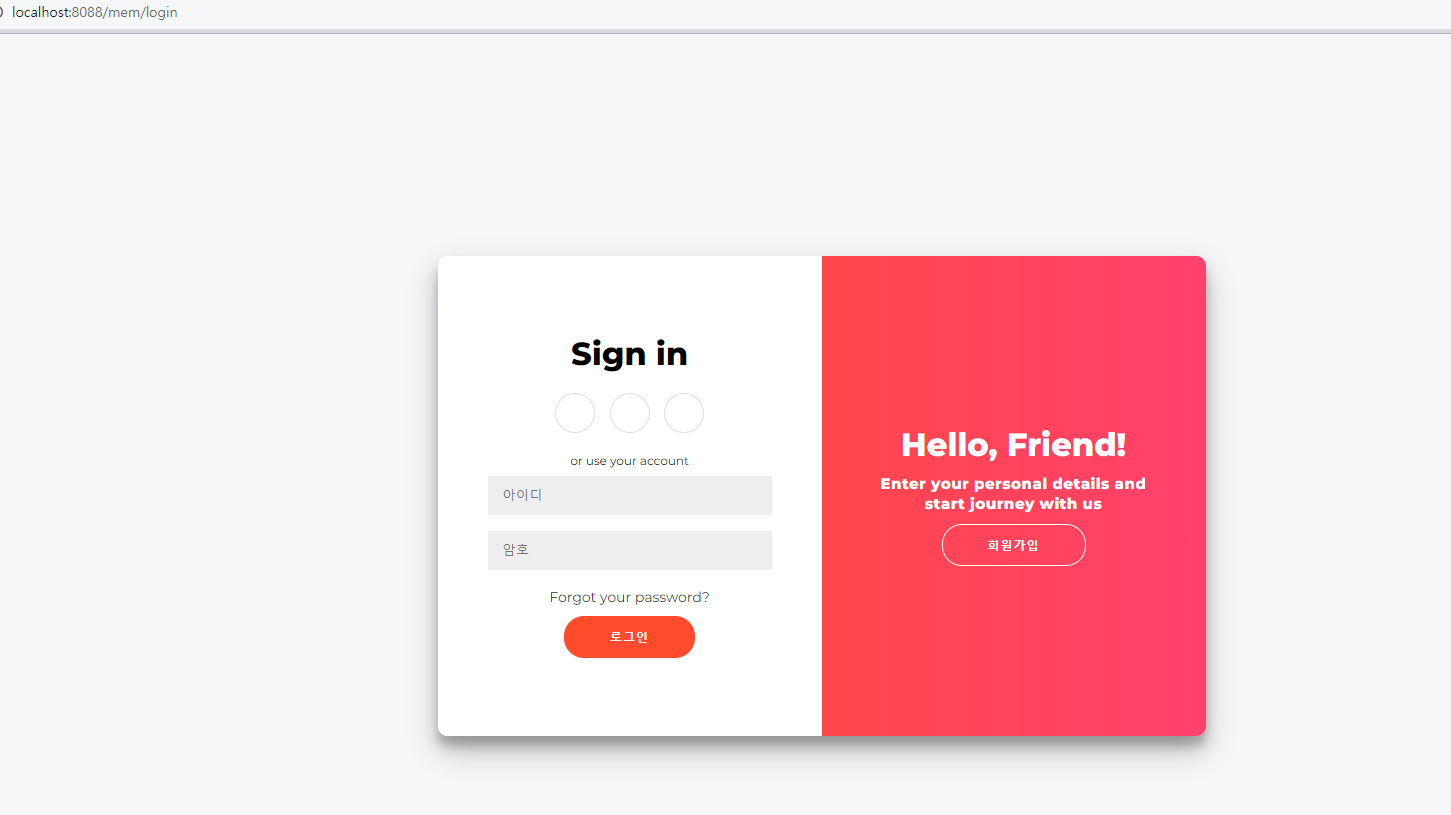 localhost:8088/mem/login
Sign in
or use your account
아이디
암호
Forgot your password?
로그인
Hello, Friend!
Enter your personal details and
start journey with us
회원가입